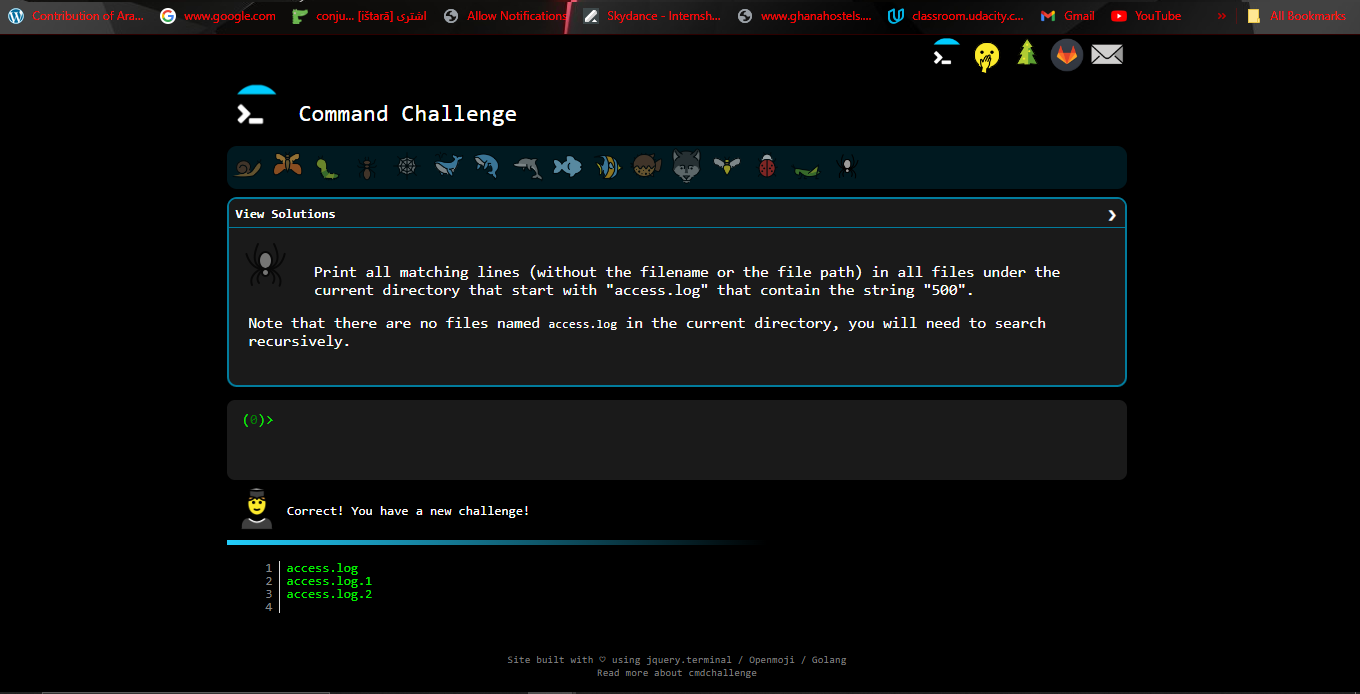 Contribution of Ara... www.google.com conju... [ištarā] اشترى Allow Notifications Skydance - Internsh... www.ghanahostels.... classroom.udacity.c... Gmail YouTube » All Bookmarks
Command Challenge
View Solutions ❯
Print all matching lines (without the filename or the file path) in all files under the
current directory that start with "access.log" that contain the string "500".
Note that there are no files named access.log in the current directory, you will need to search
recursively.
(0)>
Correct! You have a new challenge!
1 access.log
2 access.log.1
3 access.log.2
4
Site built with ♡ using jquery.terminal / Openmoji / Golang
Read more about cmdchallenge